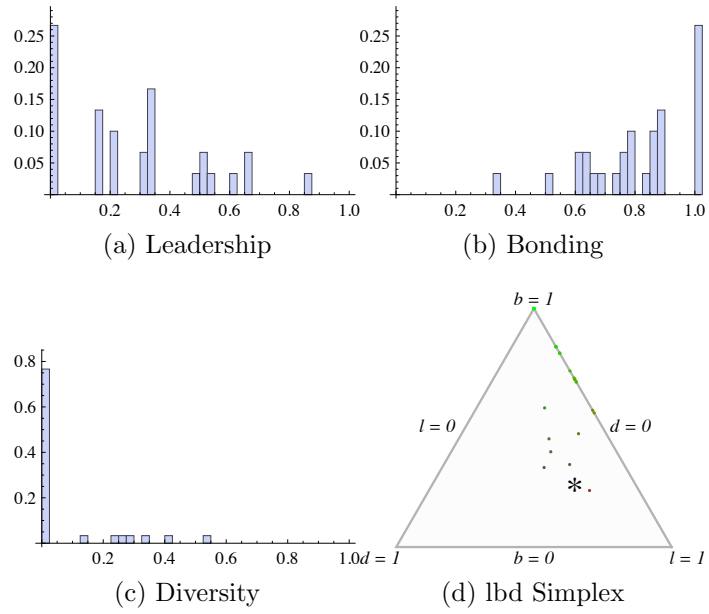 0.25
0.20
0.15
0.10
0.05
0.2 0.4 0.6 0.8 1.0
(a) Leadership
0.25
0.20
0.15
0.10
0.05
0.2 0.4 0.6 0.8 1.0
(b) Bonding
0.8
0.6
0.4
0.2
0.2 0.4 0.6 0.8 1.0
(c) Diversity
b = 1
l = 0
d = 0
*
d = 1
b = 0
l = 1
(d) lbd Simplex